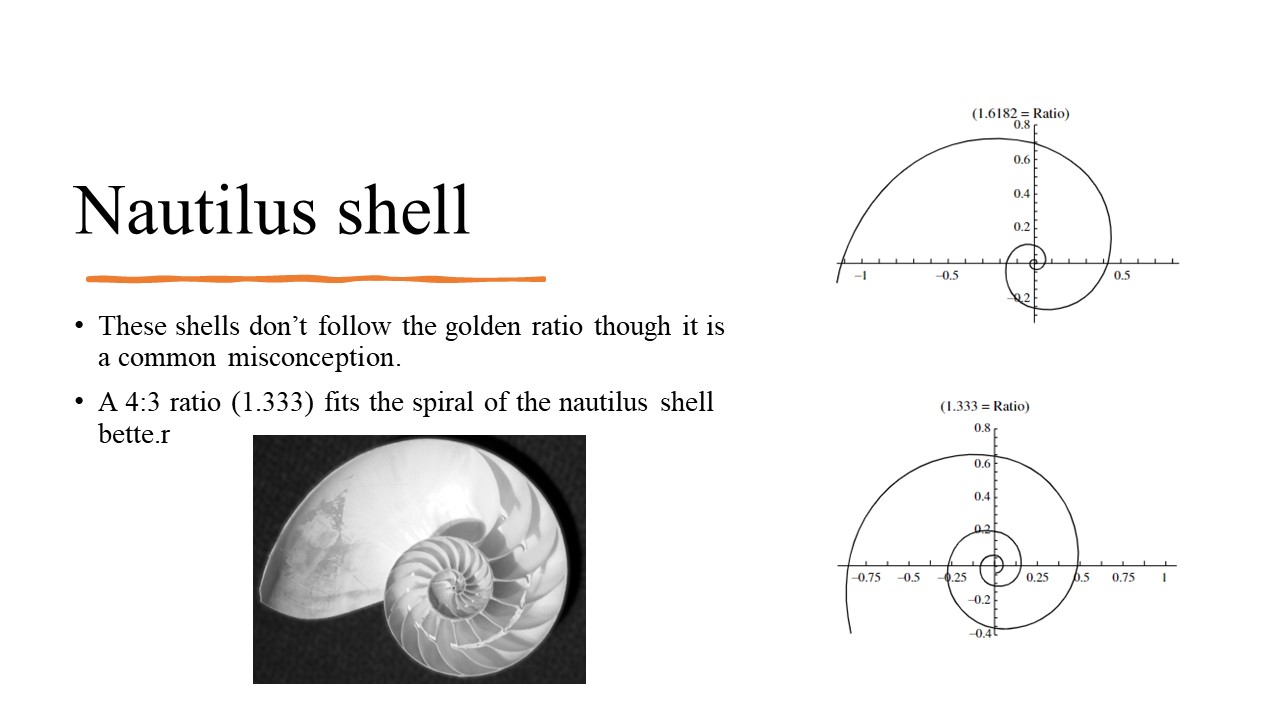 Nautilus shell
• These shells don’t follow the golden ratio though it is
a common misconception.
• A 4:3 ratio (1.333) fits the spiral of the nautilus shell
bette.r
(1.6182 = Ratio)
0.8
0.6
0.4
0.2
−1 −0.5 0.5
−0.2
(1.333 = Ratio)
0.8
0.6
0.4
0.2
−0.75 −0.5 −0.25 0.25 0.5 0.75 1
−0.2
−0.4